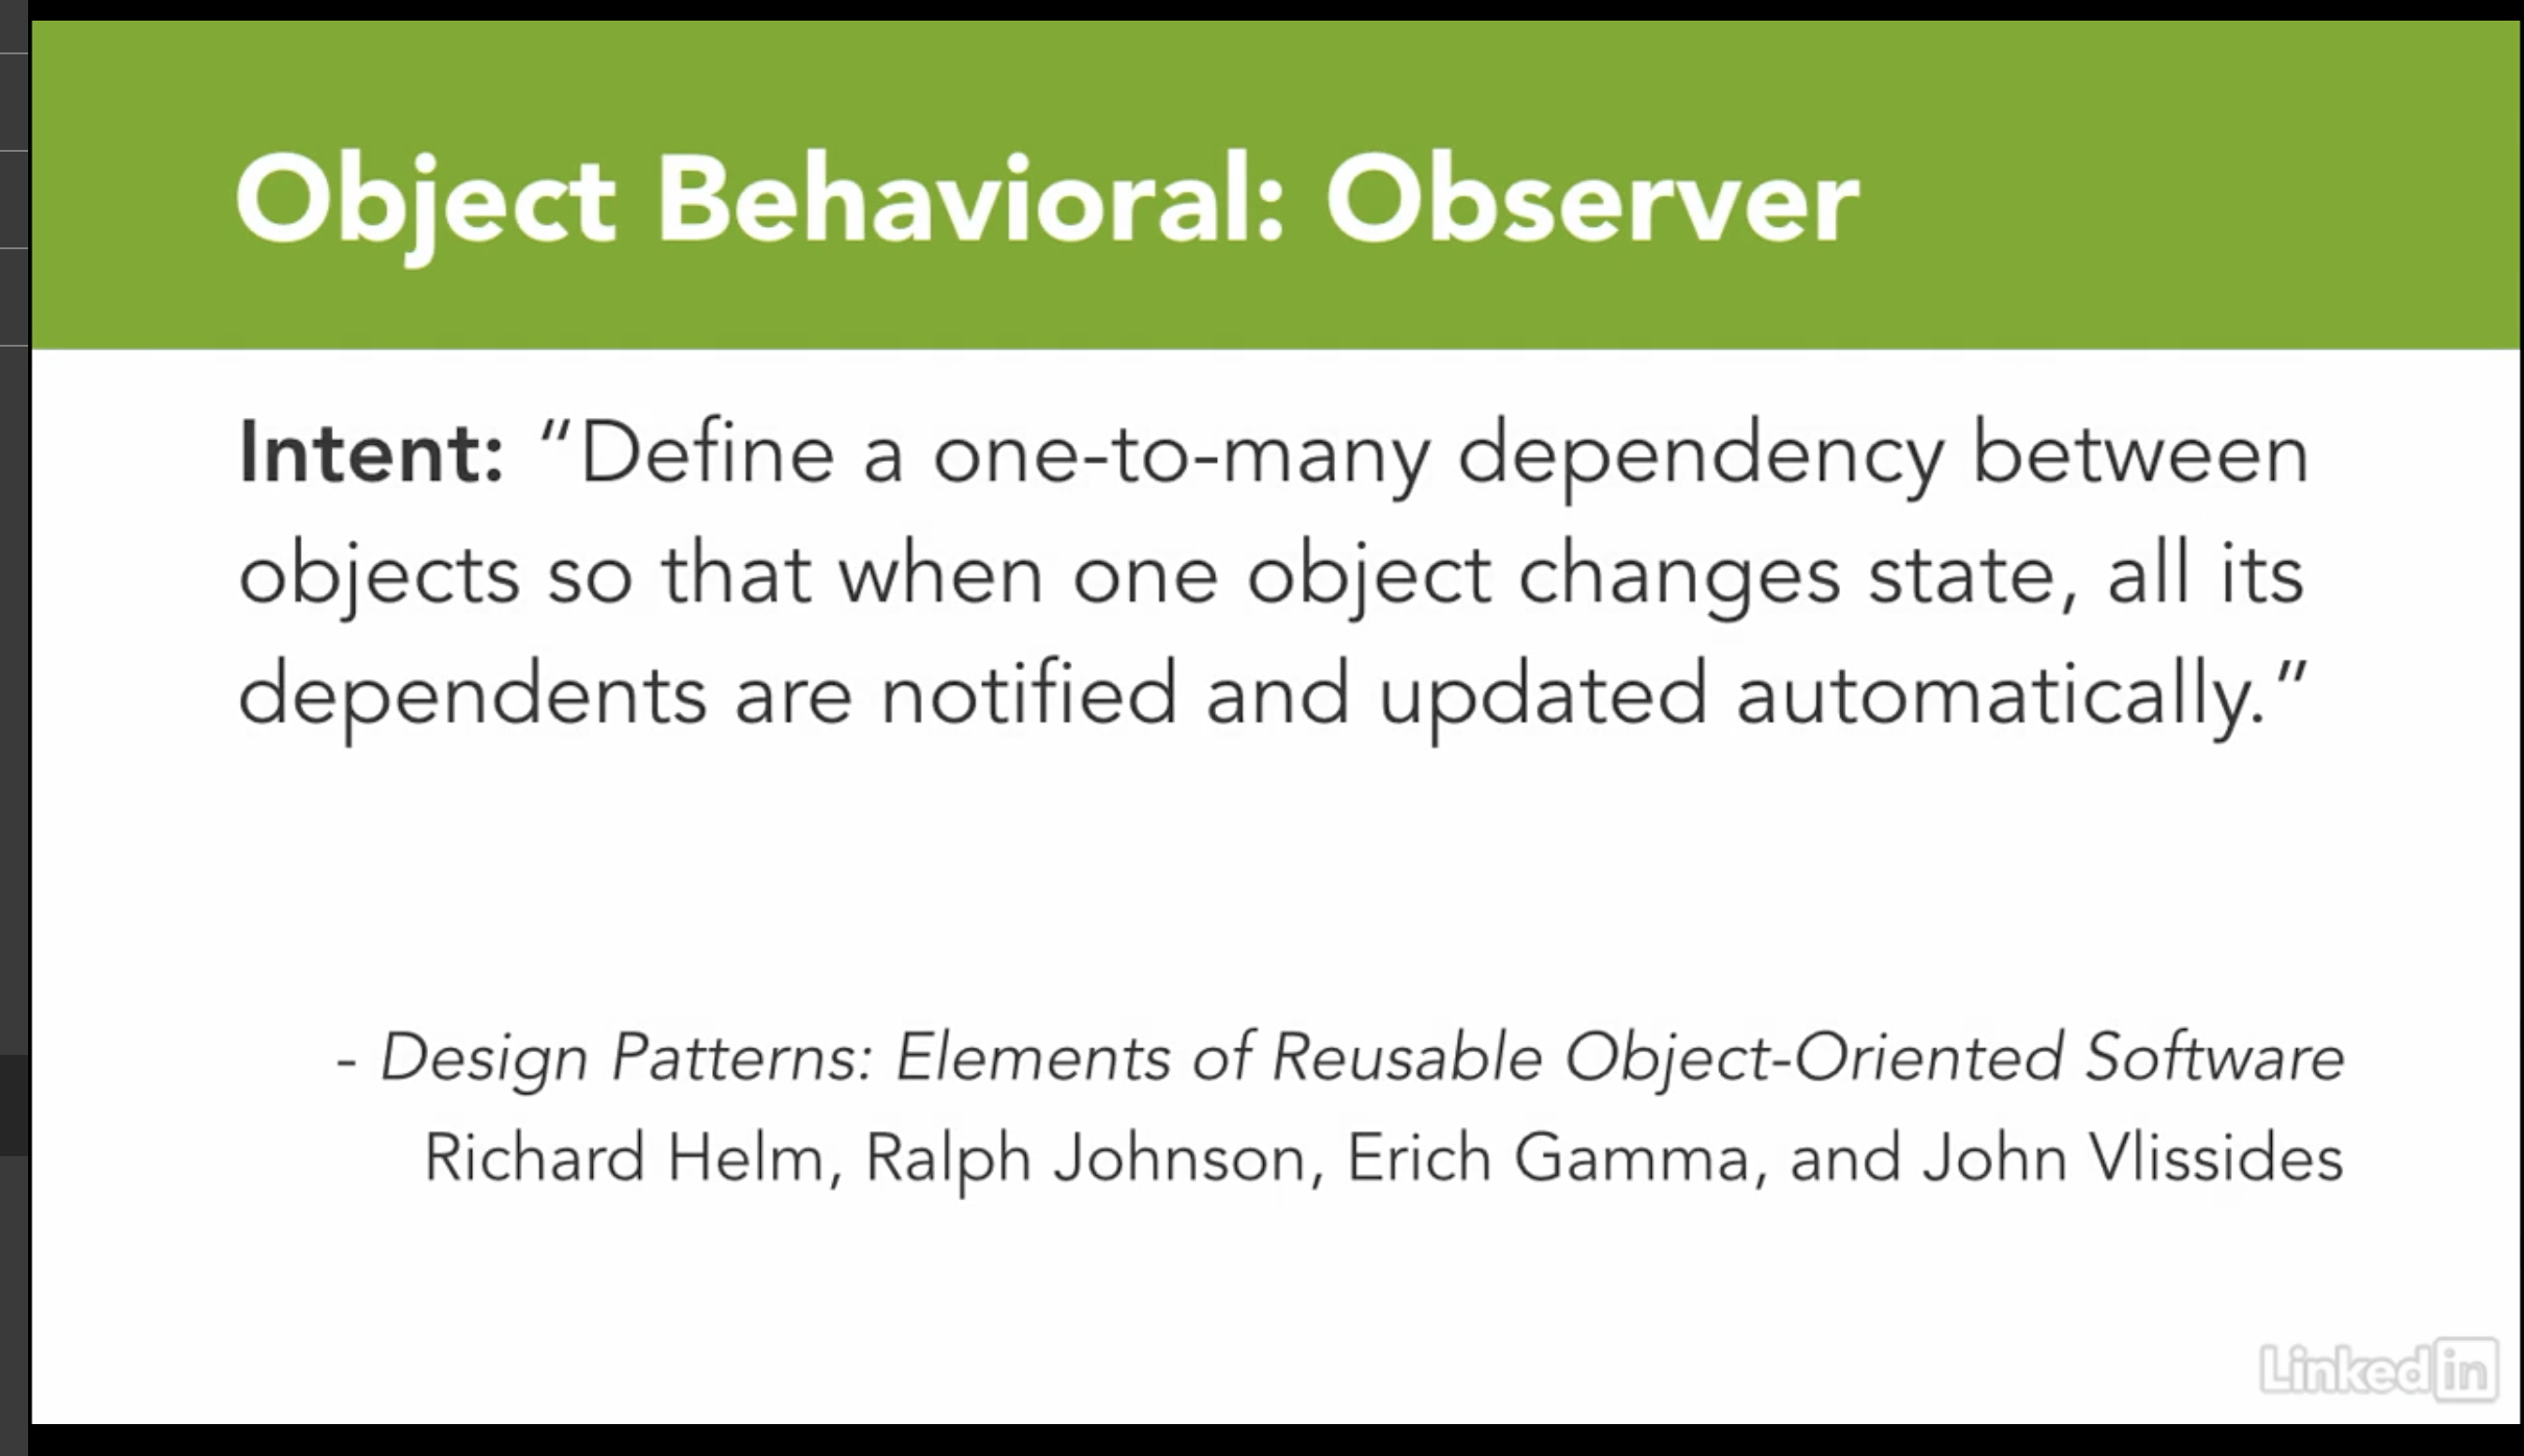 Object Behavioral: Observer
Intent: “Define a one-to-many dependency between
objects so that when one object changes state, all its
dependents are notified and updated automatically.”
- Design Patterns: Elements of Reusable Object-Oriented Software
Richard Helm, Ralph Johnson, Erich Gamma, and John Vlissides
Linked in